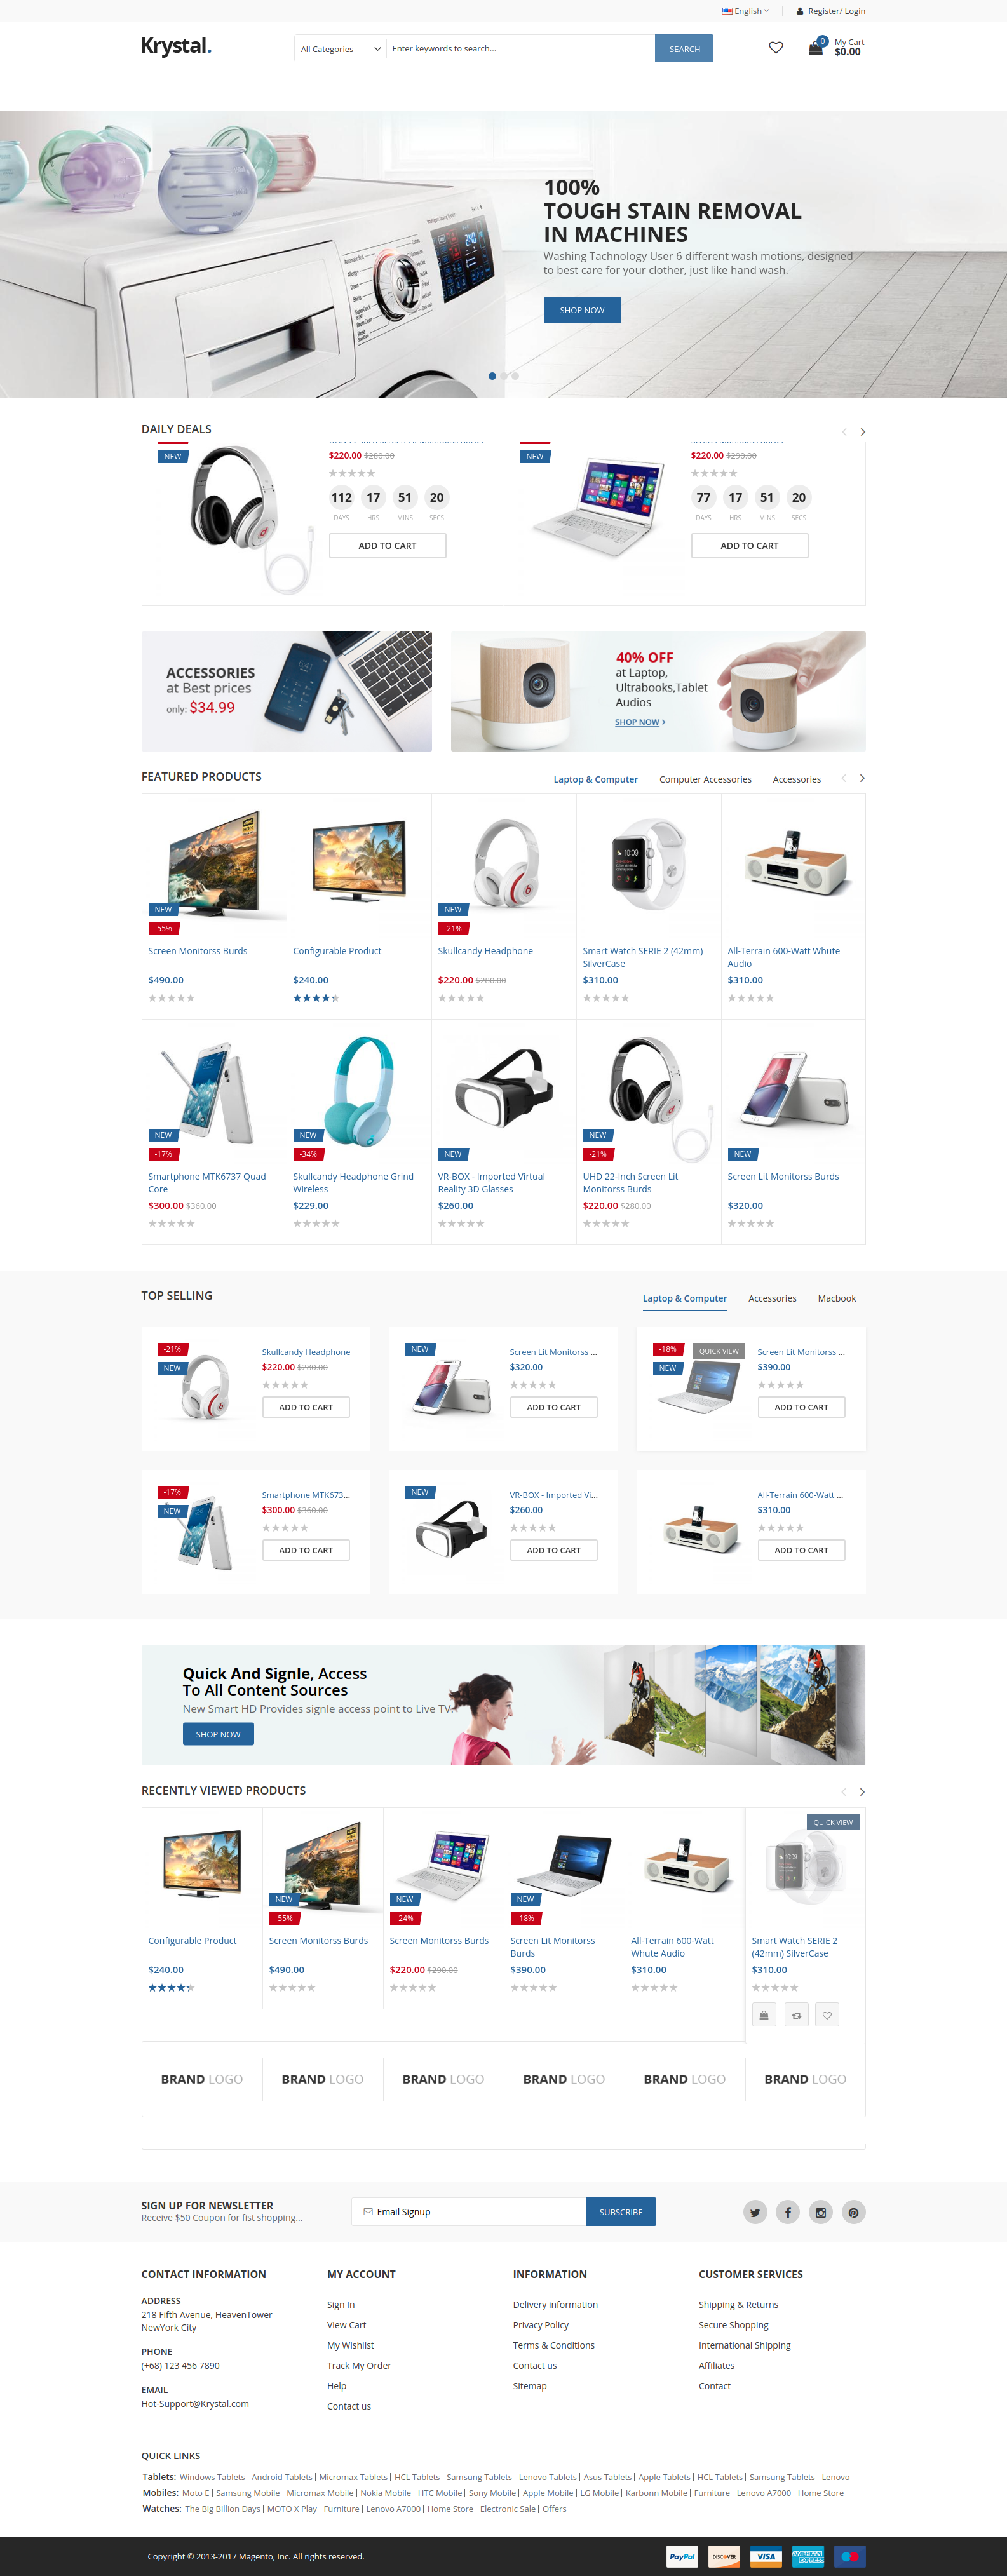 English
Register/ Login
Krystal.
All Categories
Enter keywords to search...
SEARCH
0
My Cart
$0.00
100%
TOUGH STAIN REMOVAL
IN MACHINES
Washing Tachnology User 6 different wash motions, designed
to best care for your clother, just like hand wash.
SHOP NOW
DAILY DEALS
NEW
UHD 22-Inch Screen Lit Monitorss Burds
$220.00 $280.00
112 17 51 20
DAYS HRS MINS SECS
ADD TO CART
NEW
Screen Monitorss Burds
$220.00 $290.00
77 17 51 20
DAYS HRS MINS SECS
ADD TO CART
ACCESSORIES
at Best prices
only: $34.99
40% OFF
at Laptop,
Ultrabooks,Tablet
Audios
SHOP NOW
FEATURED PRODUCTS
Laptop & Computer
Computer Accessories
Accessories
NEW
-55%
Screen Monitorss Burds
$490.00
Configurable Product
$240.00
NEW
-21%
Skullcandy Headphone
$220.00 $280.00
Smart Watch SERIE 2 (42mm)
SilverCase
$310.00
All-Terrain 600-Watt Whute
Audio
$310.00
NEW
-17%
Smartphone MTK6737 Quad
Core
$300.00 $360.00
NEW
-34%
Skullcandy Headphone Grind
Wireless
$229.00
NEW
VR-BOX - Imported Virtual
Reality 3D Glasses
$260.00
NEW
-21%
UHD 22-Inch Screen Lit
Monitorss Burds
$220.00 $280.00
NEW
Screen Lit Monitorss Burds
$320.00
TOP SELLING
Laptop & Computer
Accessories
Macbook
-21%
NEW
Skullcandy Headphone
$220.00 $280.00
ADD TO CART
NEW
Screen Lit Monitorss ...
$320.00
ADD TO CART
-18%
NEW
QUICK VIEW
Screen Lit Monitorss ...
$390.00
ADD TO CART
-17%
NEW
Smartphone MTK673...
$300.00 $360.00
ADD TO CART
NEW
VR-BOX - Imported Vi...
$260.00
ADD TO CART
All-Terrain 600-Watt ...
$310.00
ADD TO CART
Quick And Signle, Access
To All Content Sources
New Smart HD Provides signle access point to Live TV.
SHOP NOW
RECENTLY VIEWED PRODUCTS
Configurable Product
$240.00
NEW
-55%
Screen Monitorss Burds
$490.00
NEW
-24%
Screen Monitorss Burds
$220.00 $290.00
NEW
-18%
Screen Lit Monitorss
Burds
$390.00
All-Terrain 600-Watt
Whute Audio
$310.00
QUICK VIEW
Smart Watch SERIE 2
(42mm) SilverCase
$310.00
BRAND LOGO
BRAND LOGO
BRAND LOGO
BRAND LOGO
BRAND LOGO
BRAND LOGO
SIGN UP FOR NEWSLETTER
Receive $50 Coupon for fist shopping...
Email Signup
SUBSCRIBE
CONTACT INFORMATION
ADDRESS
218 Fifth Avenue, HeavenTower
NewYork City
PHONE
(+68) 123 456 7890
EMAIL
Hot-Support@Krystal.com
MY ACCOUNT
Sign In
View Cart
My Wishlist
Track My Order
Help
Contact us
INFORMATION
Delivery information
Privacy Policy
Terms & Conditions
Contact us
Sitemap
CUSTOMER SERVICES
Shipping & Returns
Secure Shopping
International Shipping
Affiliates
Contact
QUICK LINKS
Tablets: Windows Tablets | Android Tablets | Micromax Tablets | HCL Tablets | Samsung Tablets | Lenovo Tablets | Asus Tablets | Apple Tablets | HCL Tablets | Samsung Tablets | Lenovo
Mobiles: Moto E | Samsung Mobile | Micromax Mobile | Nokia Mobile | HTC Mobile | Sony Mobile | Apple Mobile | LG Mobile | Karbonn Mobile | Furniture | Lenovo A7000 | Home Store
Watches: The Big Billion Days | MOTO X Play | Furniture | Lenovo A7000 | Home Store | Electronic Sale | Offers
Copyright © 2013-2017 Magento, Inc. All rights reserved.
PayPal
DISCOVER
VISA
AMERICAN EXPRESS